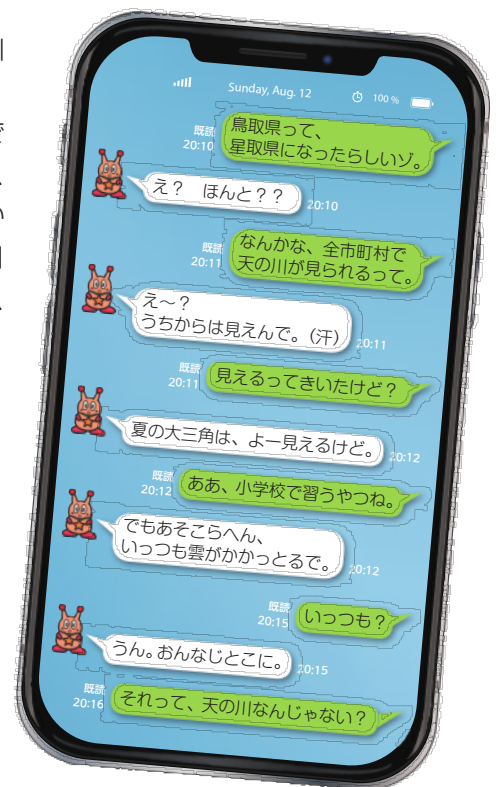 Sunday, Aug. 12
100 %
鳥取県って、
星取県になったらしいゾ。
既読
20:10
え？　ほんと？？
20:10
なんかな、全市町村で
天の川が見られるって。
既読
20:11
え～？
うちからは見えんで。（汗）
20:11
見えるってきいたけど？
既読
20:11
夏の大三角は、よー見えるけど。
20:12
ああ、小学校で習うやつね。
既読
20:12
でもあそこらへん、
いっつも雲がかかっとるで。
20:12
いっつも？
既読
20:15
うん。おんなじとこに。
20:15
それって、天の川なんじゃない？
既読
20:16